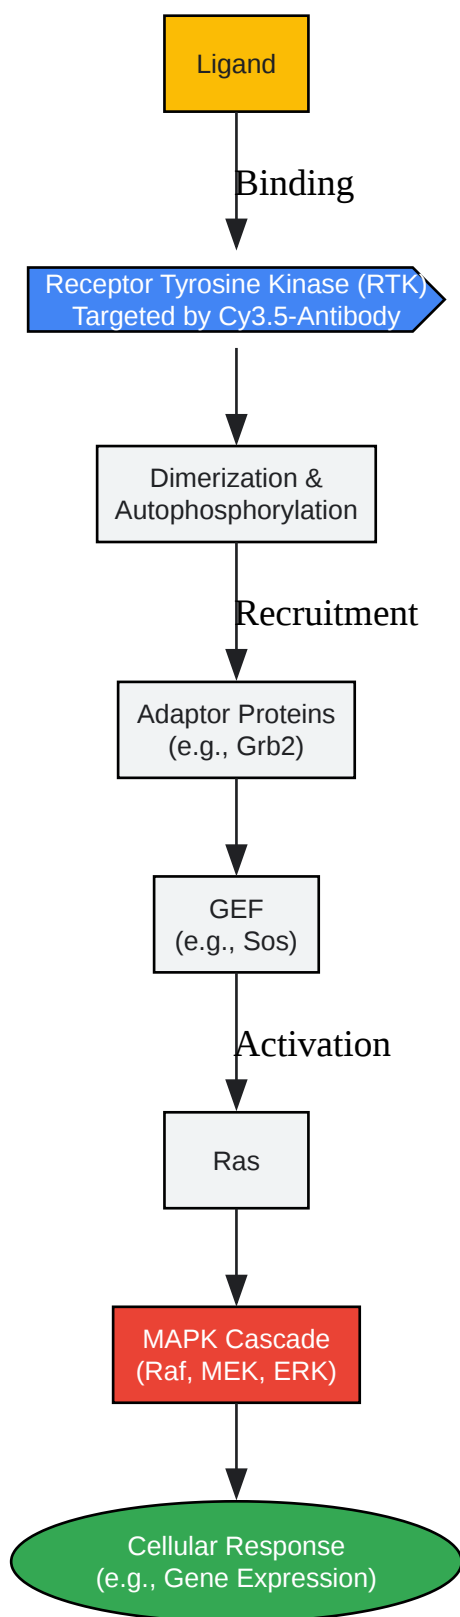 Ligand
Binding
Receptor Tyrosine Kinase (RTK)
Targeted by Cy3.5-Antibody
Dimerization &
Autophosphorylation
Recruitment
Adaptor Proteins
(e.g., Grb2)
GEF
(e.g., Sos)
Activation
Ras
MAPK Cascade
(Raf, MEK, ERK)
Cellular Response
(e.g., Gene Expression)